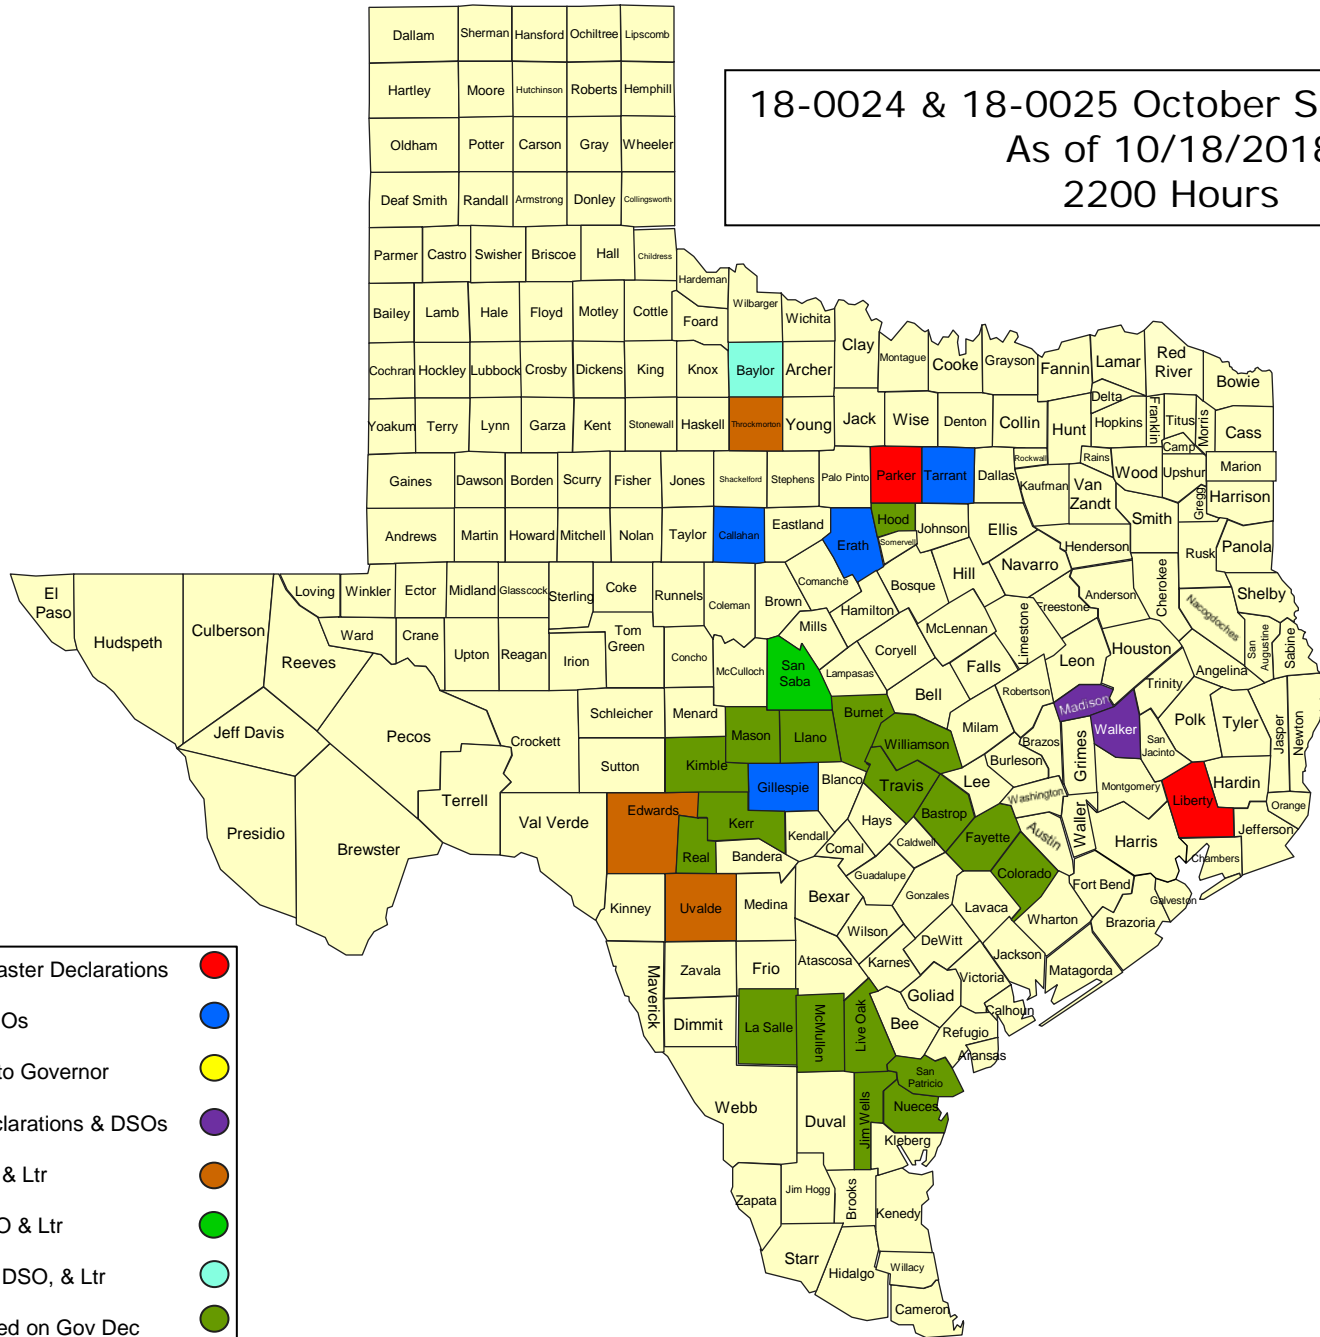 Dallam Sherman Hansford Ochiltree Lipscomb
Hartley Moore Hutchinson Roberts Hemphill
18-0024 & 18-0025 October S
As of 10/18/2018
2200 Hours
Oldham Potter Carson Gray Wheeler
Deaf Smith Randall Armstrong Donley Collingsworth
Parmer Castro Swisher Briscoe Hall Childress
Hardeman
Bailey Lamb Hale Floyd Motley Cottle Foard Wilbarger Wichita
Clay Montague Cooke Grayson Fannin Lamar Red River Bowie
Cochran Hockley Lubbock Crosby Dickens King Knox Baylor Archer
Delta
Yoakum Terry Lynn Garza Kent Stonewall Haskell Throckmorton Young Jack Wise Denton Collin Hunt Hopkins Franklin Titus Morris Cass
Camp
Rockwall Rains
Gaines Dawson Borden Scurry Fisher Jones Shackelford Stephens Palo Pinto Parker Tarrant Dallas Kaufman Van Zandt Wood Upshur Marion
Gregg Harrison
Andrews Martin Howard Mitchell Nolan Taylor Callahan Eastland Erath Hood Somervell Johnson Ellis Henderson Smith Rusk Panola
El Paso Hudspeth Culberson Loving Winkler Ector Midland Glasscock Sterling Coke Runnels Coleman Brown Comanche Hamilton Bosque Hill Navarro Freestone Anderson Cherokee Nacogdoches Shelby
Reeves Ward Crane Upton Reagan Irion Tom Green Concho McCulloch San Saba Mills Lampasas Coryell McLennan Limestone Falls Leon Houston Angelina San Augustine Sabine
Jeff Davis Pecos Crockett Schleicher Menard Mason Llano Burnet Bell Milam Robertson Madison Walker Trinity Polk Tyler Jasper Newton
Sutton Kimble Gillespie Blanco Williamson Travis Lee Burleson Brazos Grimes San Jacinto
Presidio Brewster Terrell Val Verde Edwards Kerr Real Bandera Kendall Hays Comal Caldwell Bastrop Fayette Washington Austin Waller Montgomery Liberty Hardin Orange
Harris Jefferson Chambers
Kinney Uvalde Medina Bexar Guadalupe Gonzales Lavaca Colorado Wharton Fort Bend Brazoria Galveston
Maverick Zavala Frio Atascosa Wilson Karnes DeWitt Jackson Matagorda
Dimmit La Salle McMullen Live Oak Bee Goliad Victoria Calhoun Refugio Aransas
Webb Duval Jim Wells San Patricio Nueces Kleberg
Zapata Jim Hogg Brooks Kenedy
Starr Hidalgo Willacy
Cameron
aster Declarations
Os
to Governor
clarations & DSOs
& Ltr
O & Ltr
DSO, & Ltr
ed on Gov Dec